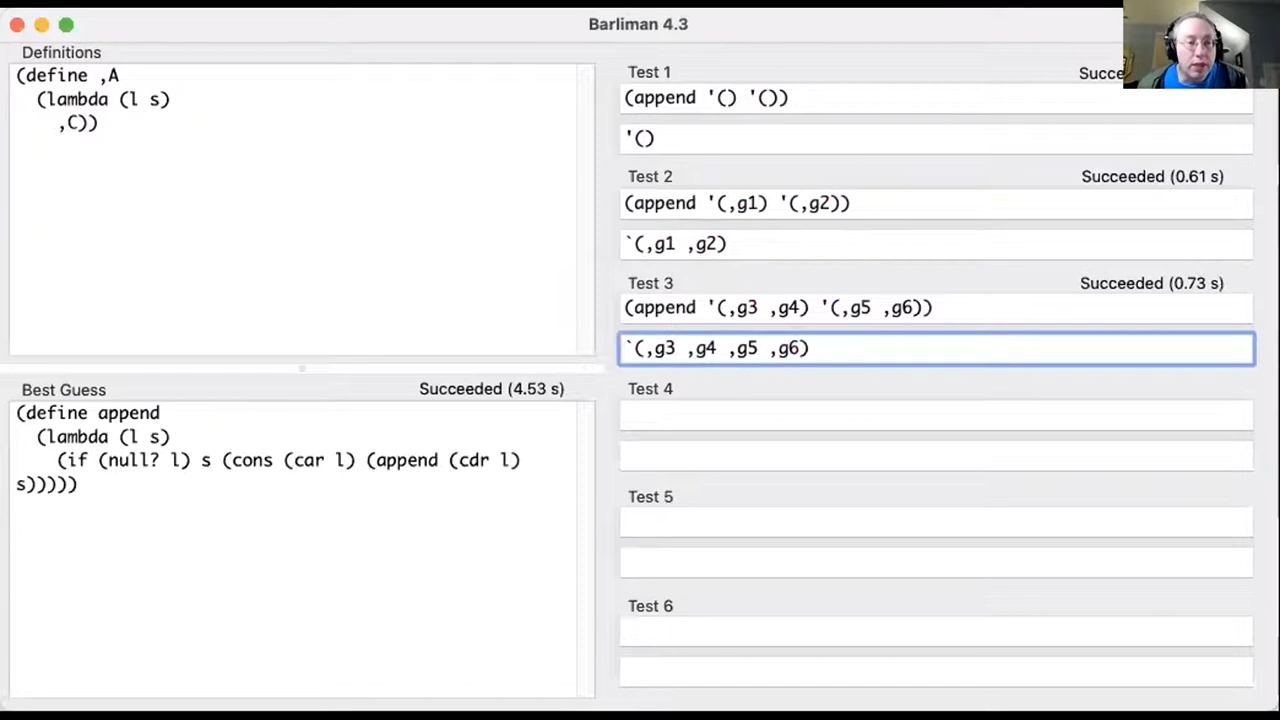 Barliman 4.3
Definitions
(define ,A
(lambda (l s)
,C))
Best Guess
Succeeded (4.53 s)
(define append
(lambda (l s)
(if (null? l) s (cons (car l) (append (cdr l)
s)))))
Test 1
(append '() '())
'()
Test 2
Succeeded (0.61 s)
(append '(,g1) '(,g2))
`(,g1 ,g2)
Test 3
Succeeded (0.73 s)
(append '(,g3 ,g4) '(,g5 ,g6))
`(,g3 ,g4 ,g5 ,g6)
Test 4
Test 5
Test 6